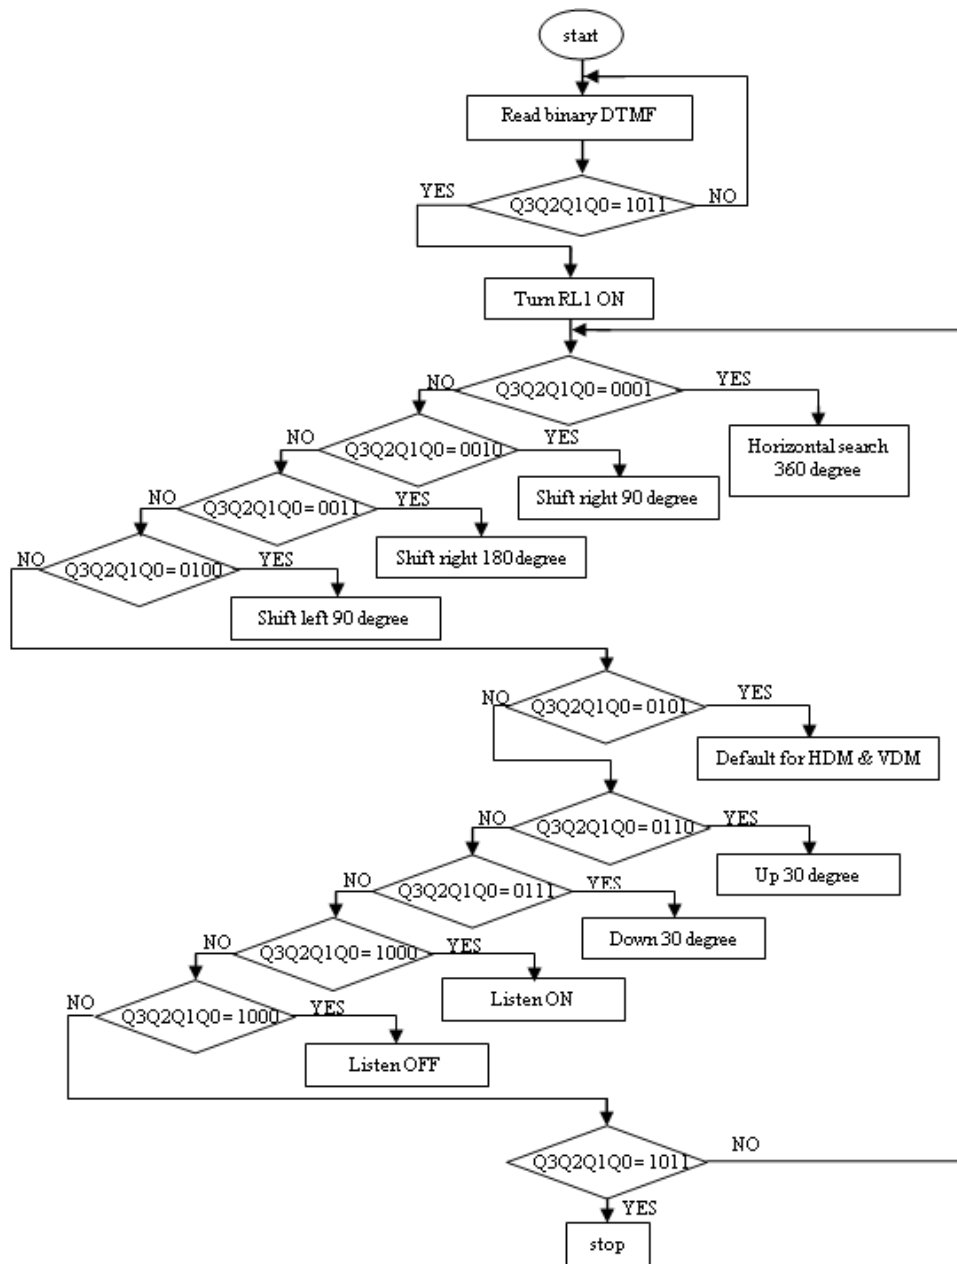 start
Read binary DTMF
YES
Q3Q2Q1Q0= 1011
NO
Turn RL1 ON
NO
Q3Q2Q1Q0= 0001
YES
NO
Q3Q2Q1Q0= 0010
YES
Horizontal search
360 degree
NO
Q3Q2Q1Q0= 0011
YES
Shift right 90 degree
NO
Q3Q2Q1Q0= 0100
YES
Shift right 180 degree
Shift left 90 degree
NO
Q3Q2Q1Q0= 0101
YES
Default for HDM & VDM
NO
Q3Q2Q1Q0= 0110
YES
Up 30 degree
NO
Q3Q2Q1Q0= 0111
YES
Down 30 degree
NO
Q3Q2Q1Q0= 1000
YES
Listen ON
NO
Q3Q2Q1Q0= 1000
YES
Listen OFF
Q3Q2Q1Q0= 1011
NO
YES
stop